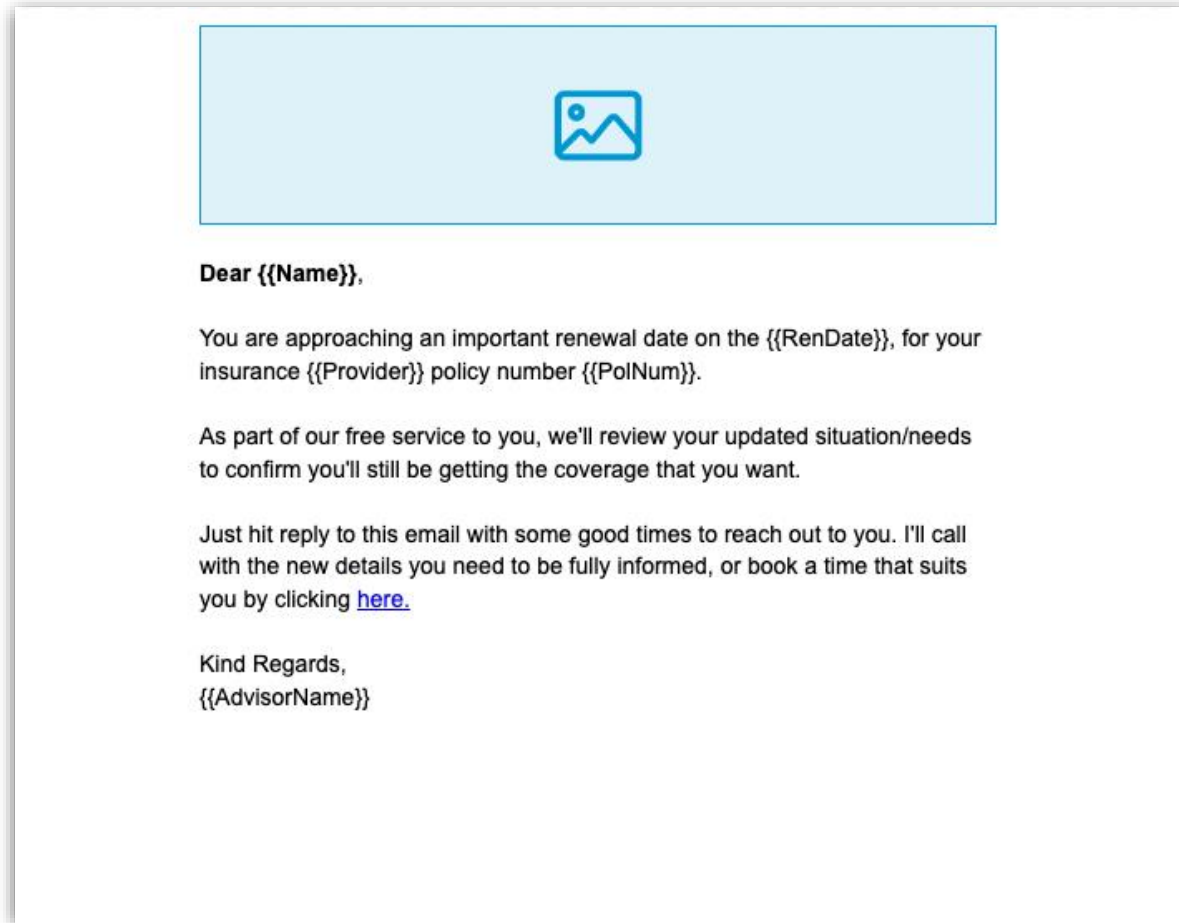 Dear {{Name}},
You are approaching an important renewal date on the {{RenDate}}, for your
insurance {{Provider}} policy number {{PolNum}}.
As part of our free service to you, we'll review your updated situation/needs
to confirm you'll still be getting the coverage that you want.
Just hit reply to this email with some good times to reach out to you. I'll call
with the new details you need to be fully informed, or book a time that suits
you by clicking here.
Kind Regards,
{{AdvisorName}}